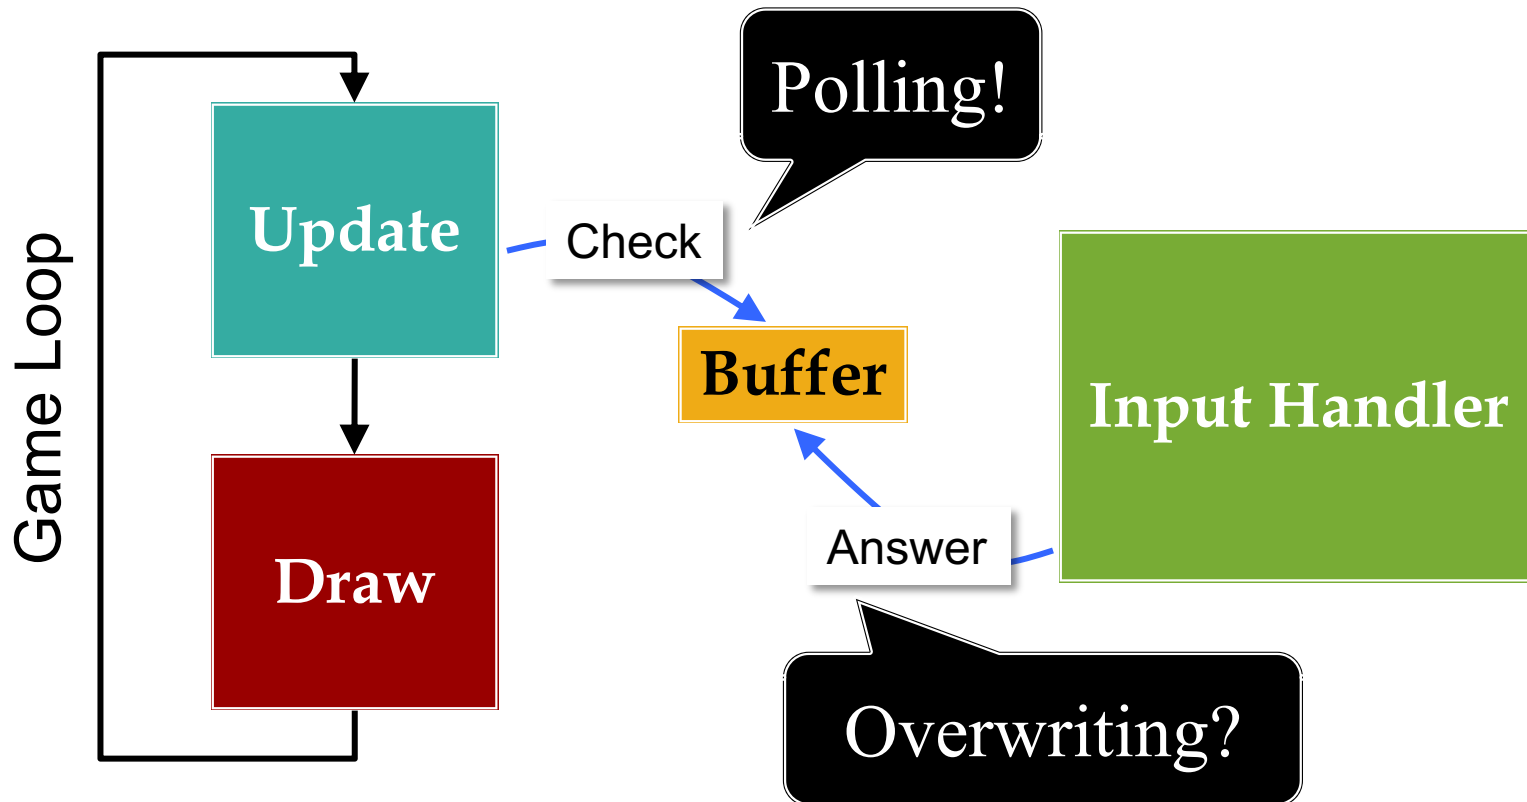 Polling!
Update
Check
Game Loop
Buffer
Input Handler
Answer
Draw
Overwriting?